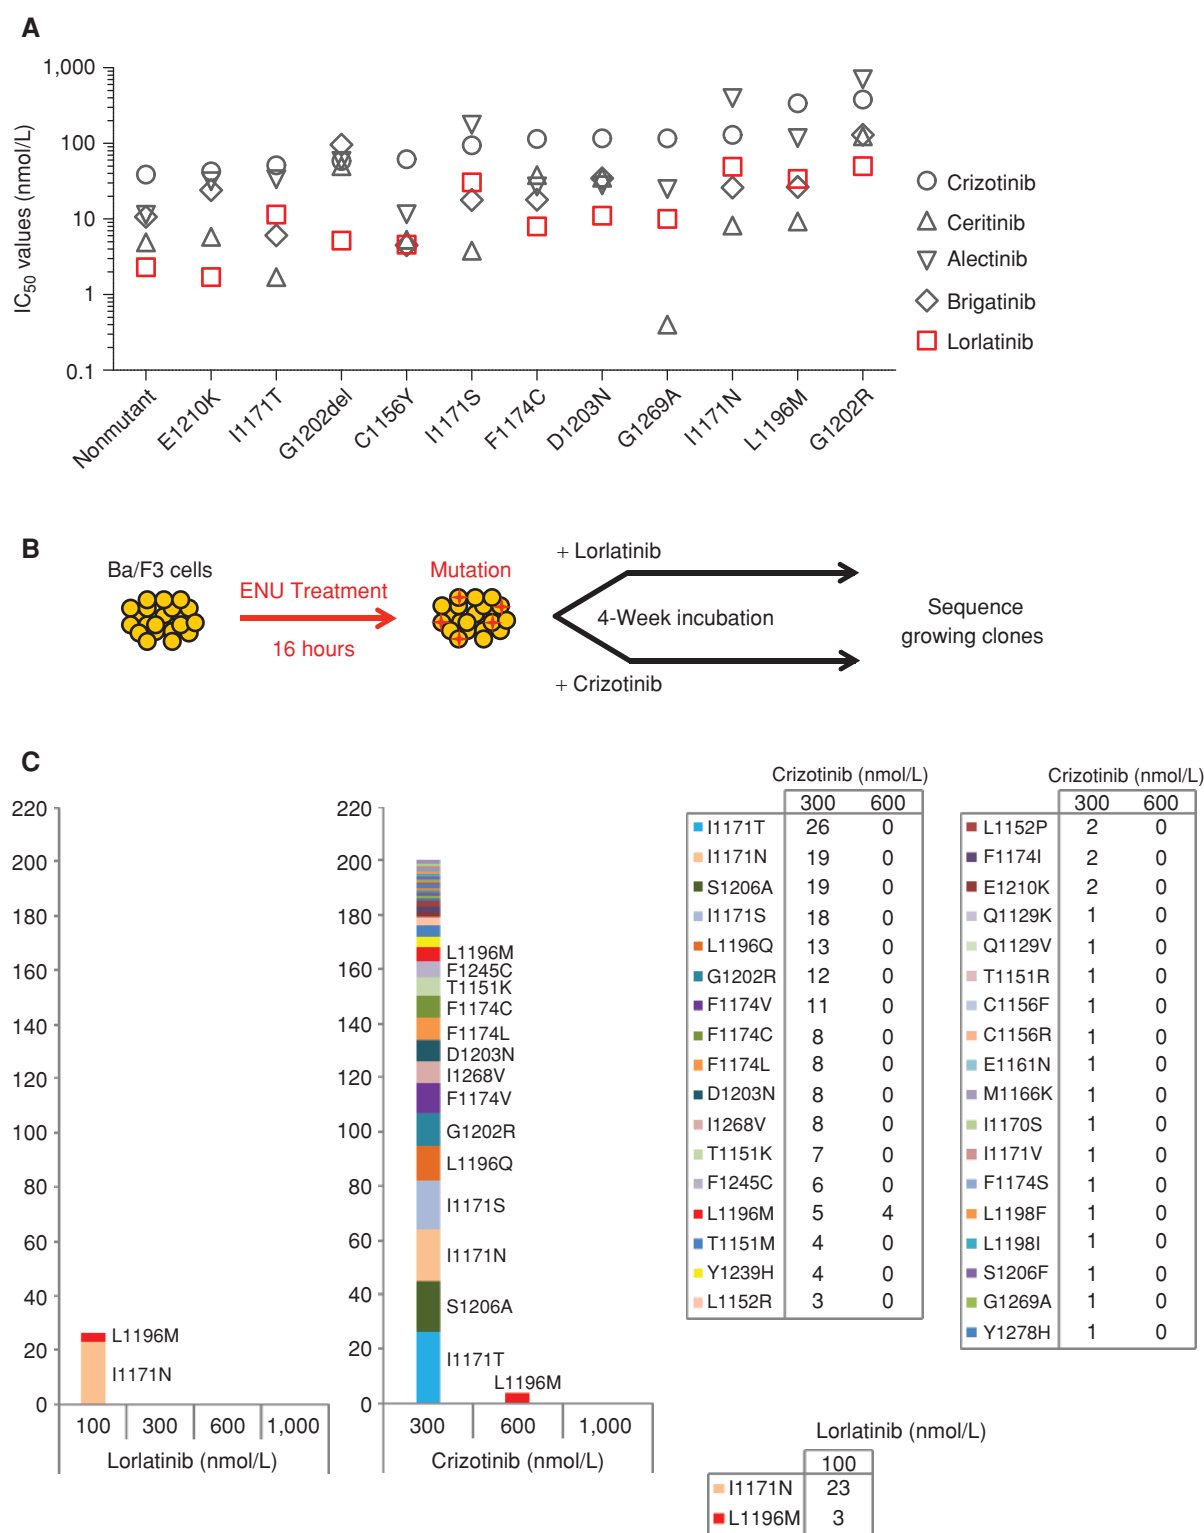 A
IC50 values (nmol/L)
1,000
100
10
1
0.1
Nonmutant
E1210K
I1171T
G1202del
C1156Y
I1171S
F1174C
D1203N
G1269A
I1171N
L1196M
G1202R
Crizotinib
Ceritinib
Alectinib
Brigatinib
Lorlatinib
B
Ba/F3 cells
ENU Treatment
16 hours
Mutation
+ Lorlatinib
4-Week incubation
+ Crizotinib
Sequence
growing clones
C
220
200
180
160
140
120
100
80
60
40
20
0
L1196M
I1171N
100 300 600 1,000
Lorlatinib (nmol/L)
220
200
180
160
140
120
100
80
60
40
20
0
L1196M
F1245C
T1151K
F1174C
F1174L
D1203N
I1268V
F1174V
G1202R
L1196Q
I1171S
I1171N
S1206A
I1171T
L1196M
300 600 1,000
Crizotinib (nmol/L)
Crizotinib (nmol/L)
300 600
I1171T 26 0
I1171N 19 0
S1206A 19 0
I1171S 18 0
L1196Q 13 0
G1202R 12 0
F1174V 11 0
F1174C 8 0
F1174L 8 0
D1203N 8 0
I1268V 8 0
T1151K 7 0
F1245C 6 0
L1196M 5 4
T1151M 4 0
Y1239H 4 0
L1152R 3 0
Crizotinib (nmol/L)
300 600
L1152P 2 0
F1174I 2 0
E1210K 2 0
Q1129K 1 0
Q1129V 1 0
T1151R 1 0
C1156F 1 0
C1156R 1 0
E1161N 1 0
M1166K 1 0
I1170S 1 0
I1171V 1 0
F1174S 1 0
L1198F 1 0
L1198I 1 0
S1206F 1 0
G1269A 1 0
Y1278H 1 0
Lorlatinib (nmol/L)
100
I1171N 23
L1196M 3